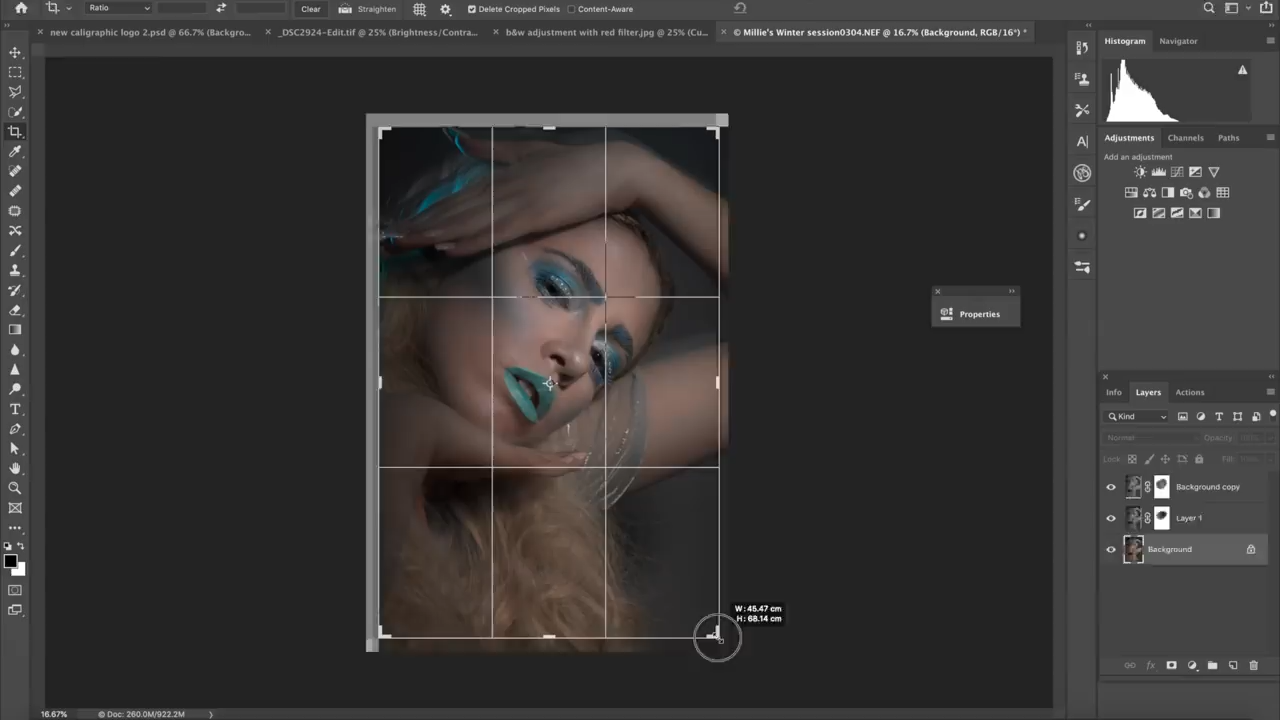 Ratio Clear Straighten Delete Cropped Pixels Content-Aware
new caligraphic logo 2.psd @ 66.7% (Backgro... _DSC2924-Edit.tif @ 25% (Brightness/Contra... b&w adjustment with red filter.jpg @ 25% (Cu... © Millie's Winter session0304.NEF @ 16.7% (Background, RGB/16*) *
Histogram Navigator
Adjustments Channels Paths
Add an adjustment
Properties
Info Layers Actions
Kind
Normal Opacity: 100%
Lock: Fill: 100%
Background copy
Layer 1
Background
W: 45.47 cm
H: 68.14 cm
16.67% © Doc: 260.0M/922.2M